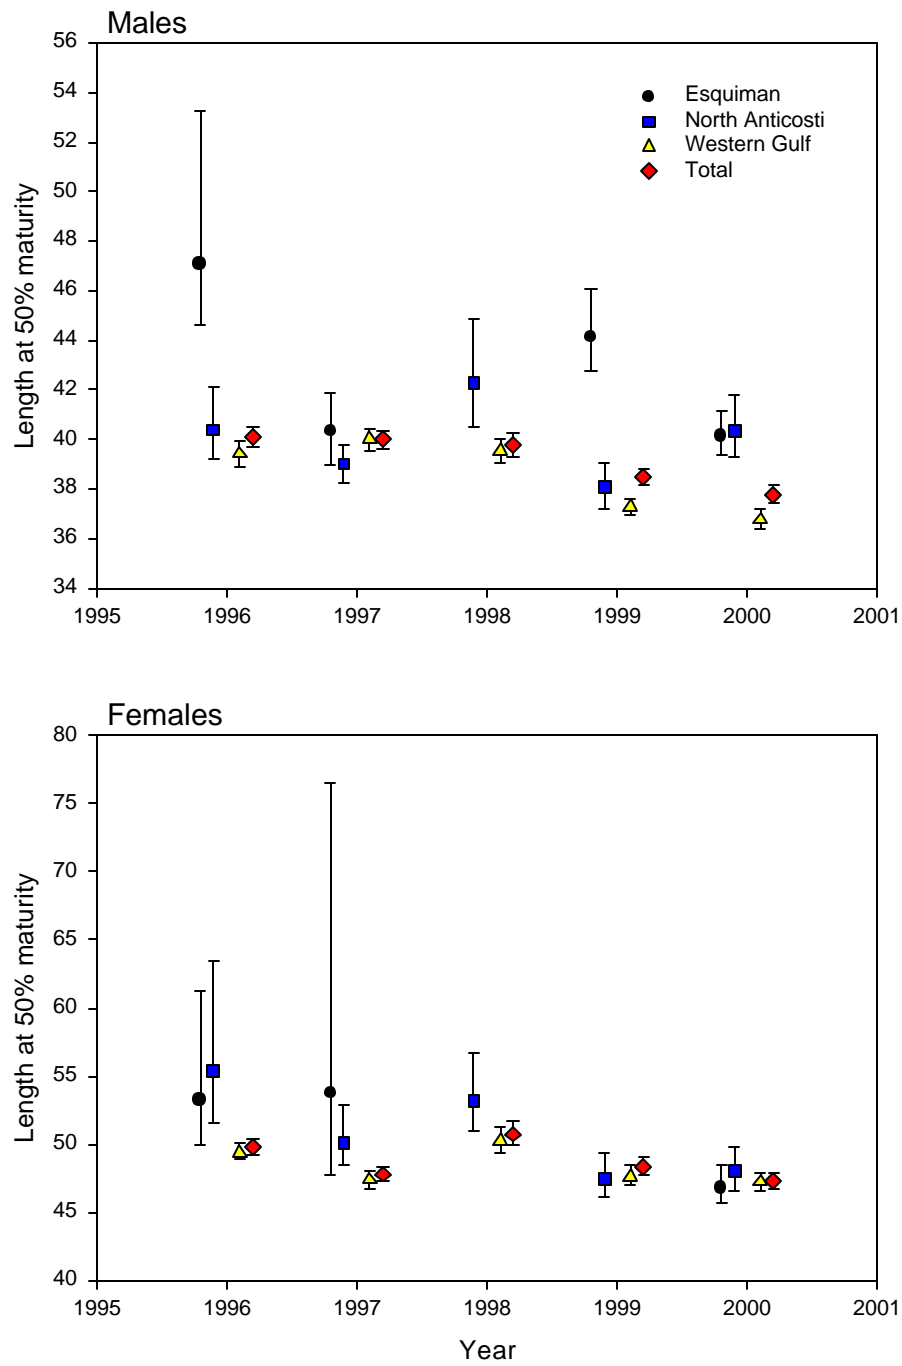 Males
56
54
52
50
48
46
44
42
40
38
36
34
Length at 50% maturity
Esquiman
North Anticosti
Western Gulf
Total
1995 1996 1997 1998 1999 2000 2001
Females
80
75
70
65
60
55
50
45
40
Length at 50% maturity
1995 1996 1997 1998 1999 2000 2001
Year